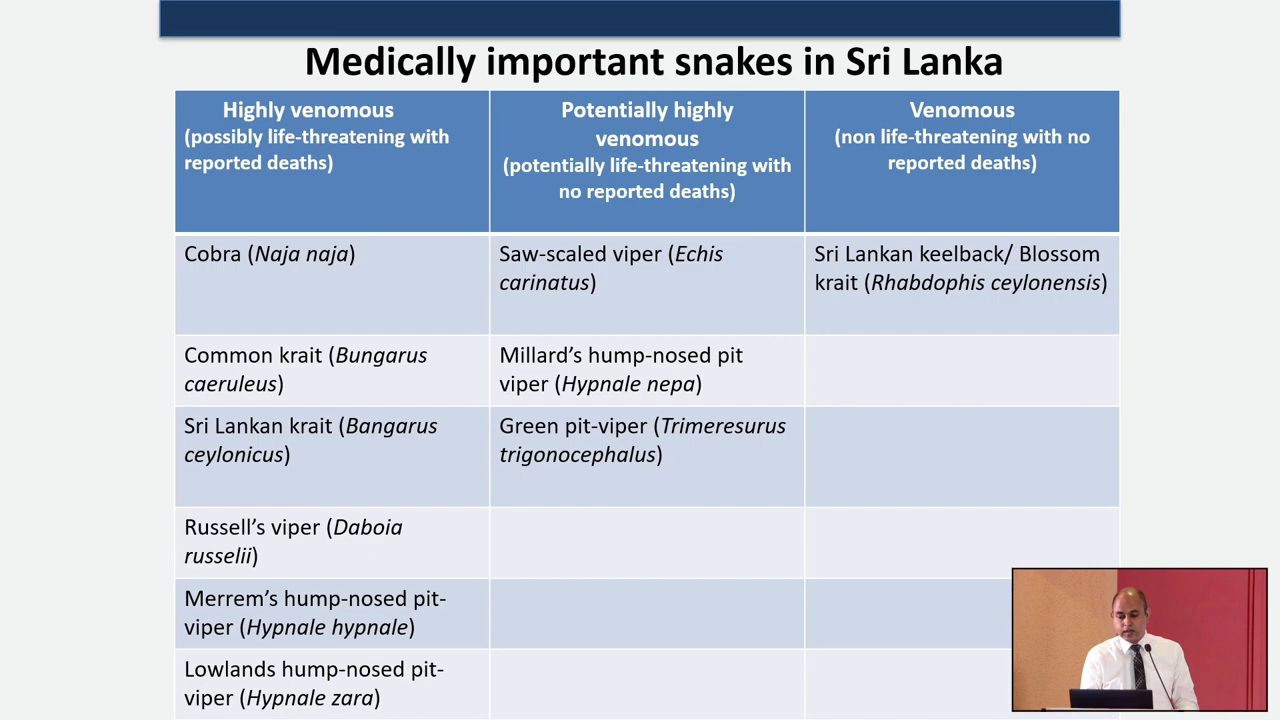 Medically important snakes in Sri Lanka
Highly venomous
(possibly life-threatening with
reported deaths)
Potentially highly
venomous
(potentially life-threatening with
no reported deaths)
Venomous
(non life-threatening with no
reported deaths)
Cobra (Naja naja)
Saw-scaled viper (Echis
carinatus)
Sri Lankan keelback/ Blossom
krait (Rhabdophis ceylonensis)
Common krait (Bungarus
caeruleus)
Millard’s hump-nosed pit
viper (Hypnale nepa)
Sri Lankan krait (Bangarus
ceylonicus)
Green pit-viper (Trimeresurus
trigonocephalus)
Russell’s viper (Daboia
russelii)
Merrem’s hump-nosed pit-
viper (Hypnale hypnale)
Lowlands hump-nosed pit-
viper (Hypnale zara)